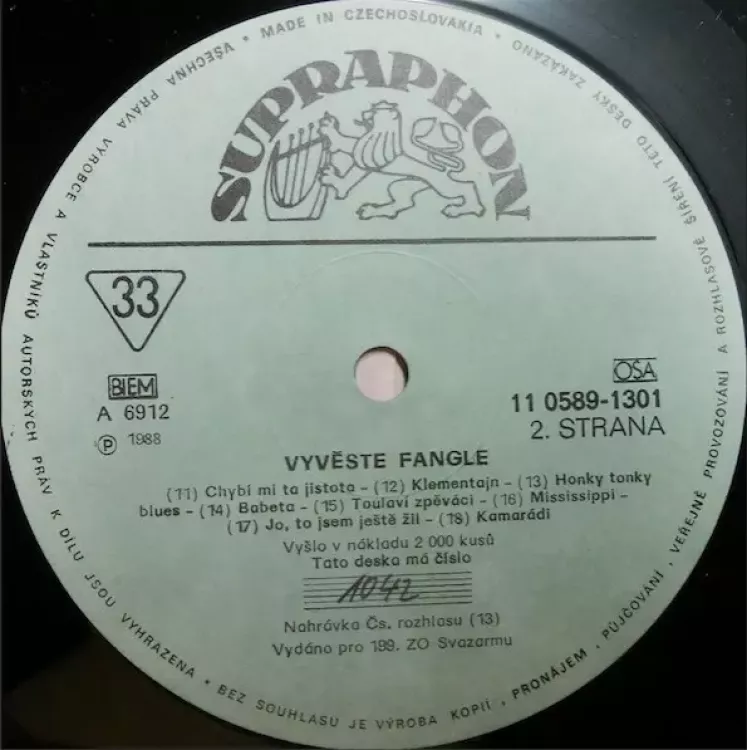 VŠECHNA PRÁVA VÝROBCE A VLASTNÍKŮ AUTORSKÝCH PRÁV K DÍLU JSOU VYHRAZENA • BEZ SOUHLASU JE VÝROBA KOPIÍ, PRONÁJEM, PŮJČOVÁNÍ, VEŘEJNÉ PROVOZOVÁNÍ A ROZHLASOVÉ ŠÍŘENÍ TÉTO DESKY ZAKÁZÁNO • MADE IN CZECHOSLOVAKIA •
SUPRAPHON
33
BIEM
A 6912
Ⓟ 1988
OSA
11 0589-1301
2. STRANA
VYVĚSTE FANGLE
(11) Chybí mi ta jistota - (12) Klementajn - (13) Honky tonky
blues - (14) Babeta - (15) Toulaví zpěváci - (16) Mississippi -
(17) Jo, to jsem ještě žil - (18) Kamarádi
Vyšlo v nákladu 2 000 kusů
Tato deska má číslo
1042
Nahrávka Čs. rozhlasu (13)
Vydáno pro 199. ZO Svazarmu